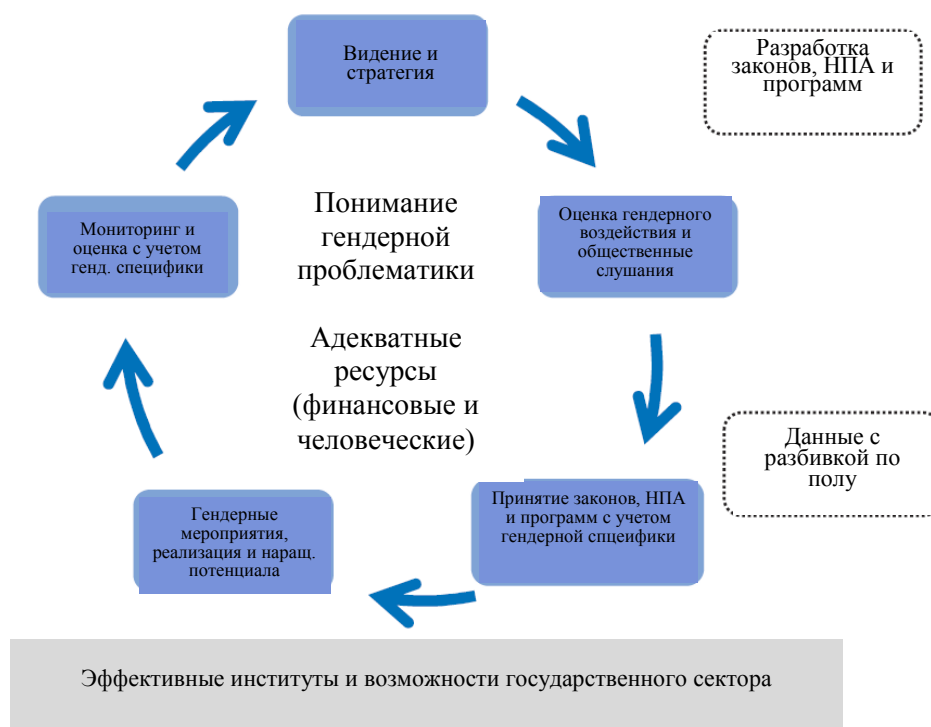 Видение и
стратегия
Разработка
законов, НПА и
программ
Оценка гендерного
воздействия и
общественные
слушания
Мониторинг и
оценка с учетом
генд. специфики
Понимание
гендерной
проблематики
Адекватные
ресурсы
(финансовые и
человеческие)
Данные с
разбивкой по
полу
Принятие законов, НПА
и программ с учетом
гендерной спцеифики
Гендерные
мероприятия,
реализация и наращ.
потенциала
Эффективные институты и возможности государственного сектора